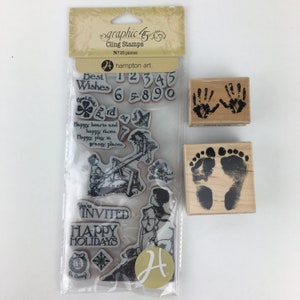 graphic 45
Cling Stamps
hampton art
Best
Wishes
1 2 3 4 5
6 7 8 9 0
Happy hearts and
happy faces
Happy play in
grassy places
INVITED
HAPPY
HOLIDAYS
H